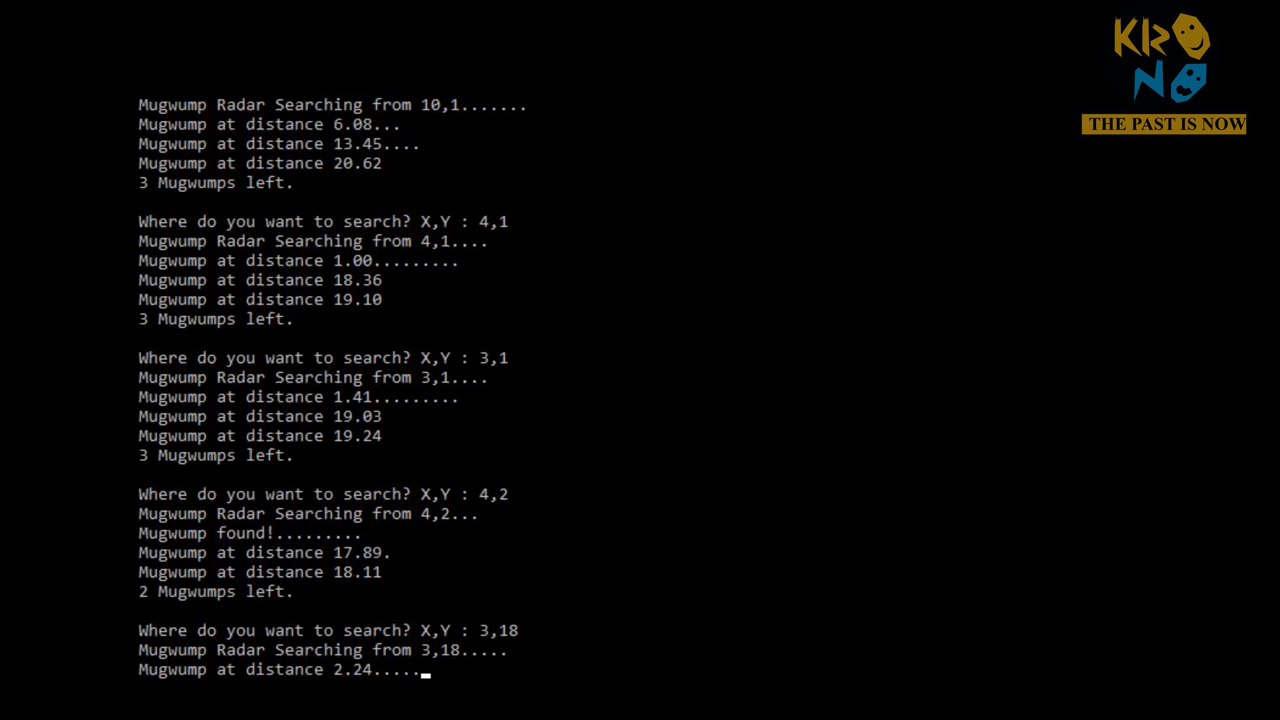 KRONO
THE PAST IS NOW
Mugwump Radar Searching from 10,1.......
Mugwump at distance 6.08...
Mugwump at distance 13.45....
Mugwump at distance 20.62
3 Mugwumps left.
Where do you want to search? X,Y : 4,1
Mugwump Radar Searching from 4,1....
Mugwump at distance 1.00.........
Mugwump at distance 18.36
Mugwump at distance 19.10
3 Mugwumps left.
Where do you want to search? X,Y : 3,1
Mugwump Radar Searching from 3,1....
Mugwump at distance 1.41.........
Mugwump at distance 19.03
Mugwump at distance 19.24
3 Mugwumps left.
Where do you want to search? X,Y : 4,2
Mugwump Radar Searching from 4,2...
Mugwump found!.........
Mugwump at distance 17.89.
Mugwump at distance 18.11
2 Mugwumps left.
Where do you want to search? X,Y : 3,18
Mugwump Radar Searching from 3,18.....
Mugwump at distance 2.24.....